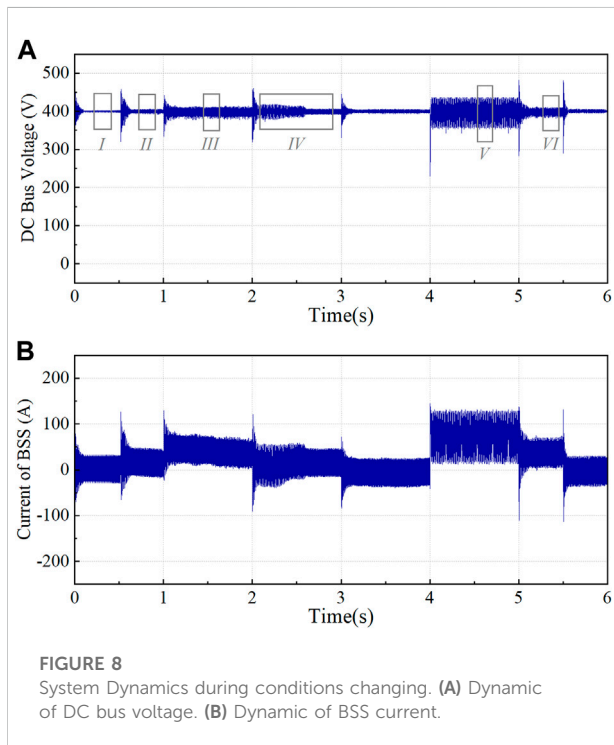 A
DC Bus Voltage (V)
500
400
300
400
100
0
I
II
III
IV
V
VI
0
1
2
3
4
5
6
Time(s)
B
Current of BSS (A)
200
100
0
-100
-200
0
1
2
3
4
5
6
Time(s)
FIGURE 8
System Dynamics during conditions changing. (A) Dynamic
of DC bus voltage. (B) Dynamic of BSS current.